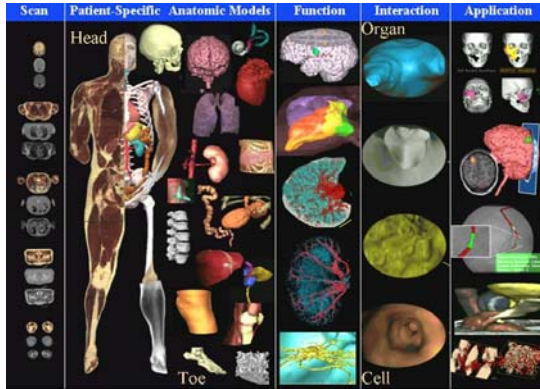 Scan
Patient-Specific
Anatomic Models
Function
Interaction
Application
Head
Organ
Toe
Cell